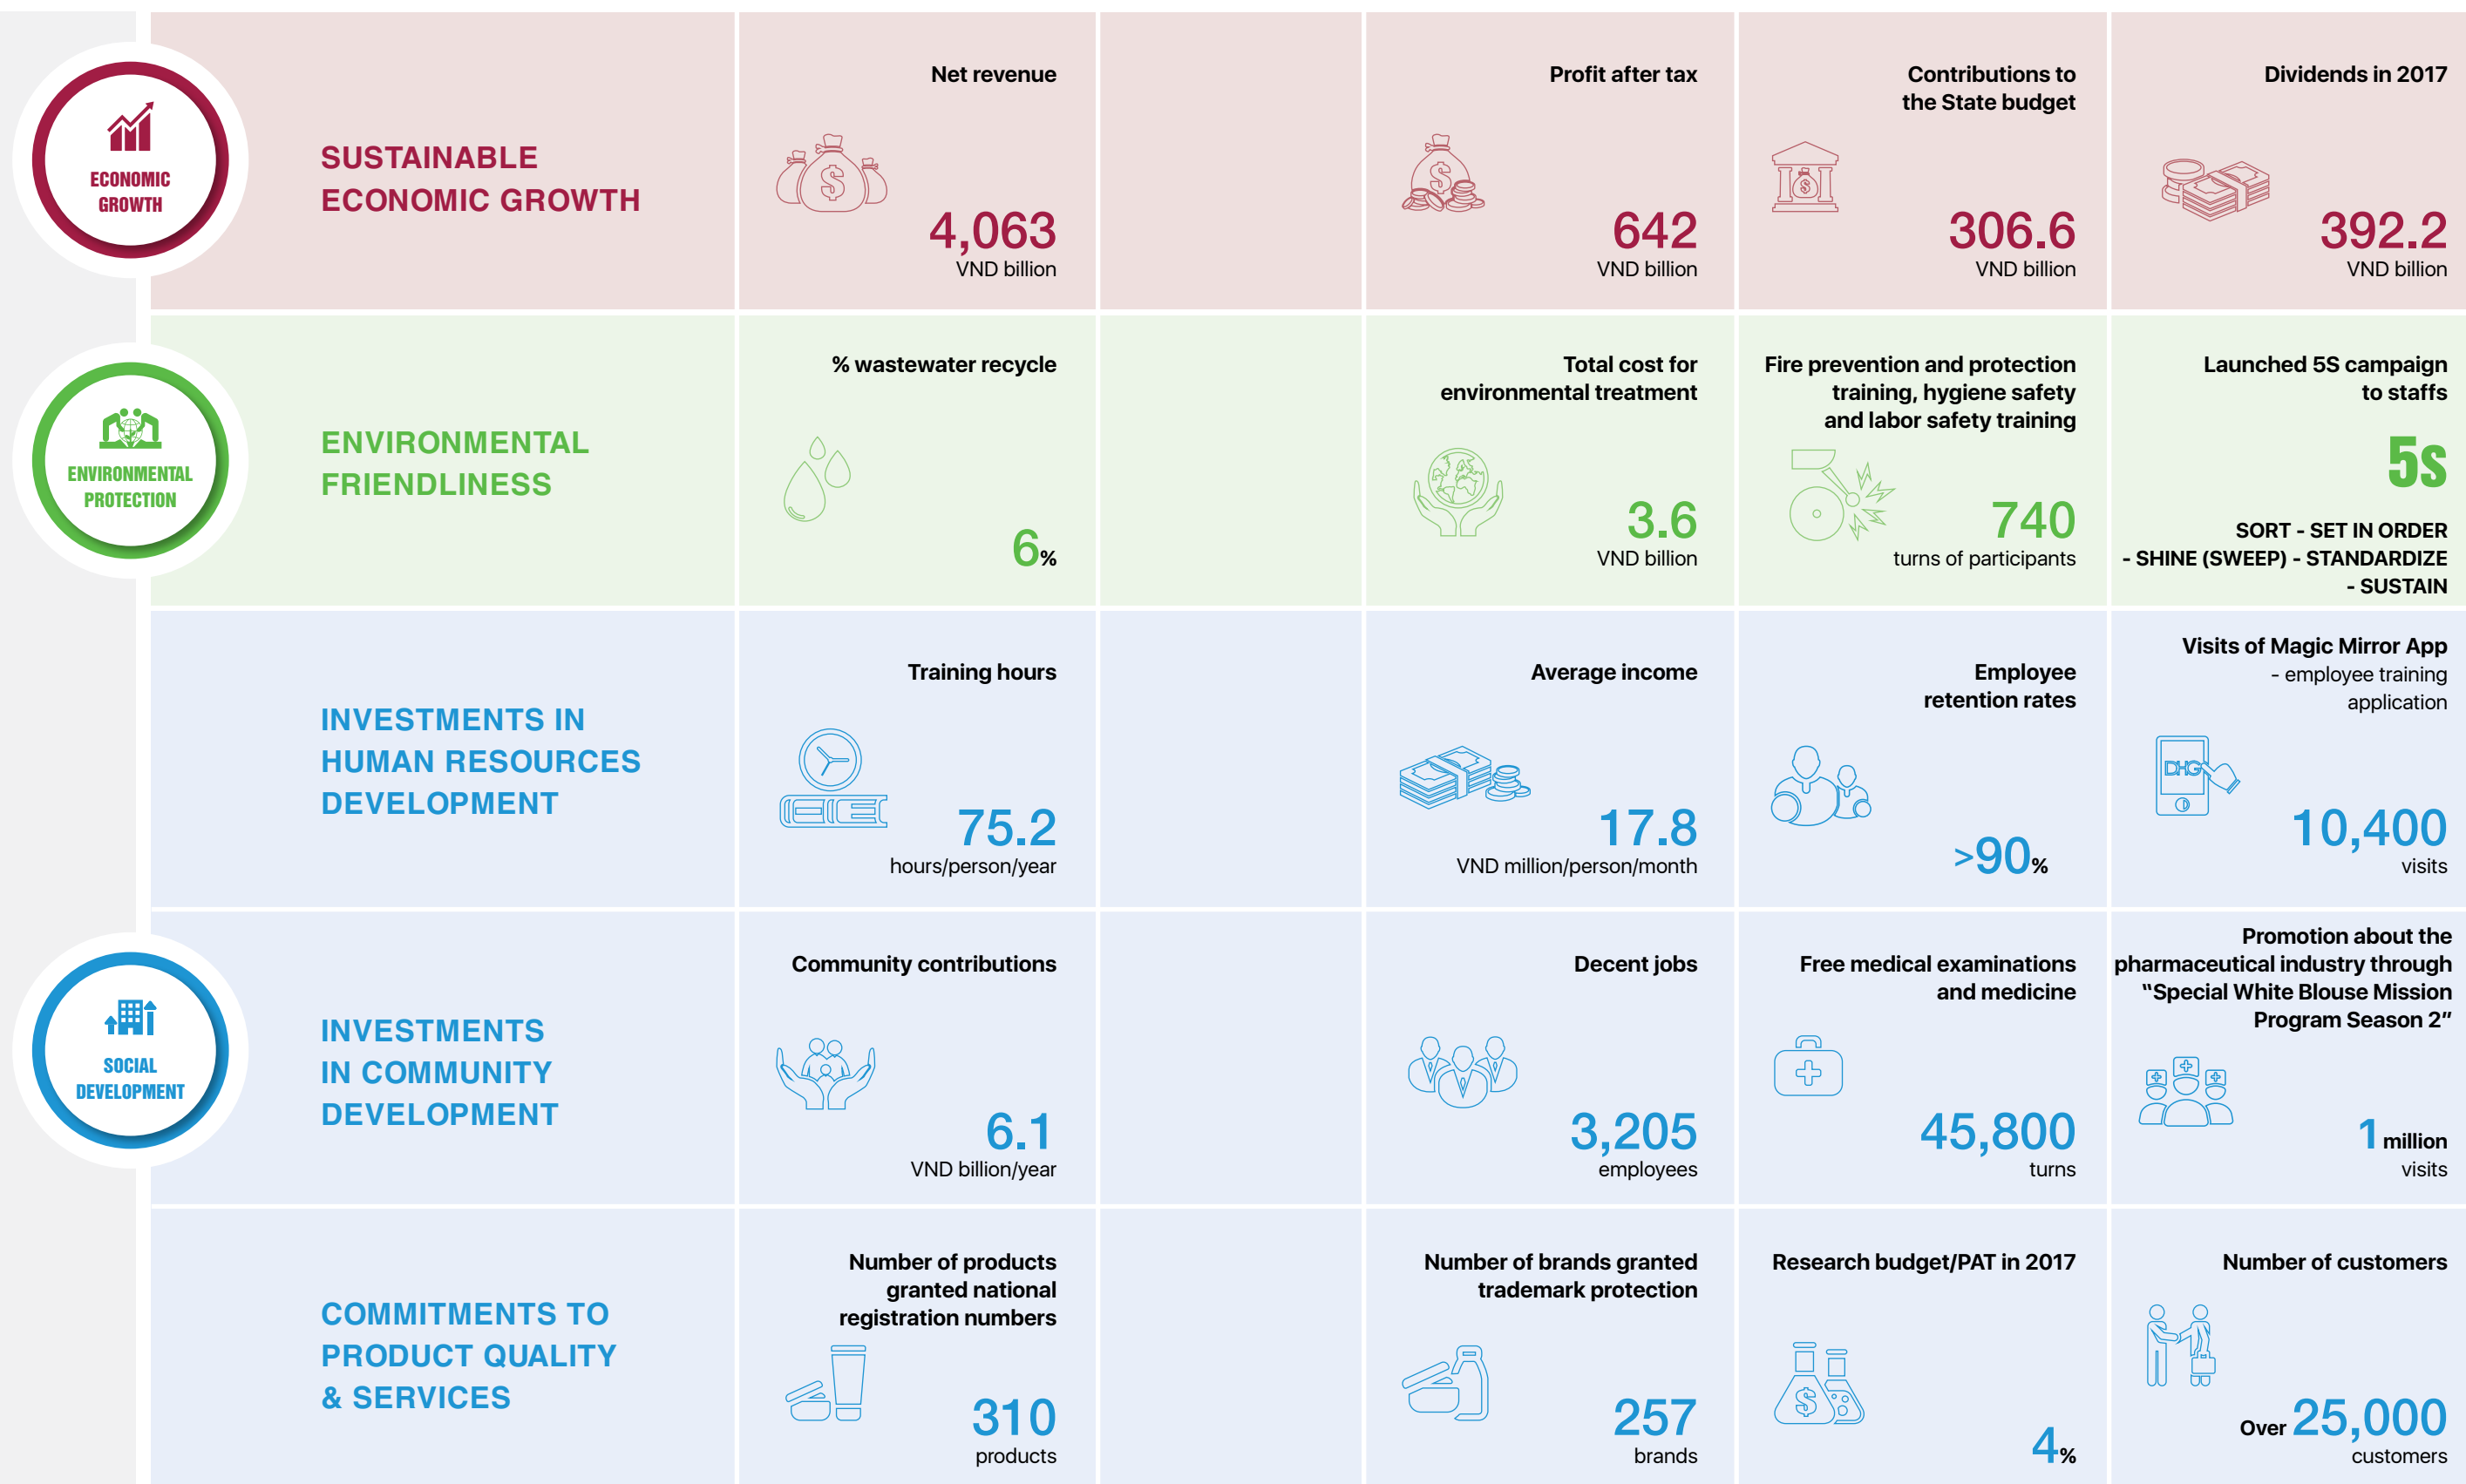 ECONOMIC
GROWTH
SUSTAINABLE
ECONOMIC GROWTH
Net revenue
4,063
VND billion
Profit after tax
642
VND billion
Contributions to
the State budget
306.6
VND billion
Dividends in 2017
392.2
VND billion
ENVIRONMENTAL
PROTECTION
ENVIRONMENTAL
FRIENDLINESS
% wastewater recycle
6%
Total cost for
environmental treatment
3.6
VND billion
Fire prevention and protection
training, hygiene safety
and labor safety training
740
turns of participants
Launched 5S campaign
to staffs
5s
SORT - SET IN ORDER
- SHINE (SWEEP) - STANDARDIZE
- SUSTAIN
INVESTMENTS IN
HUMAN RESOURCES
DEVELOPMENT
Training hours
75.2
hours/person/year
Average income
17.8
VND million/person/month
Employee
retention rates
>90%
Visits of Magic Mirror App
- employee training
application
DHG
10,400
visits
SOCIAL
DEVELOPMENT
INVESTMENTS
IN COMMUNITY
DEVELOPMENT
Community contributions
6.1
VND billion/year
Decent jobs
3,205
employees
Free medical examinations
and medicine
45,800
turns
Promotion about the
pharmaceutical industry through
“Special White Blouse Mission
Program Season 2”
1 million
visits
COMMITMENTS TO
PRODUCT QUALITY
& SERVICES
Number of products
granted national
registration numbers
310
products
Number of brands granted
trademark protection
257
brands
Research budget/PAT in 2017
4%
Number of customers
Over 25,000
customers